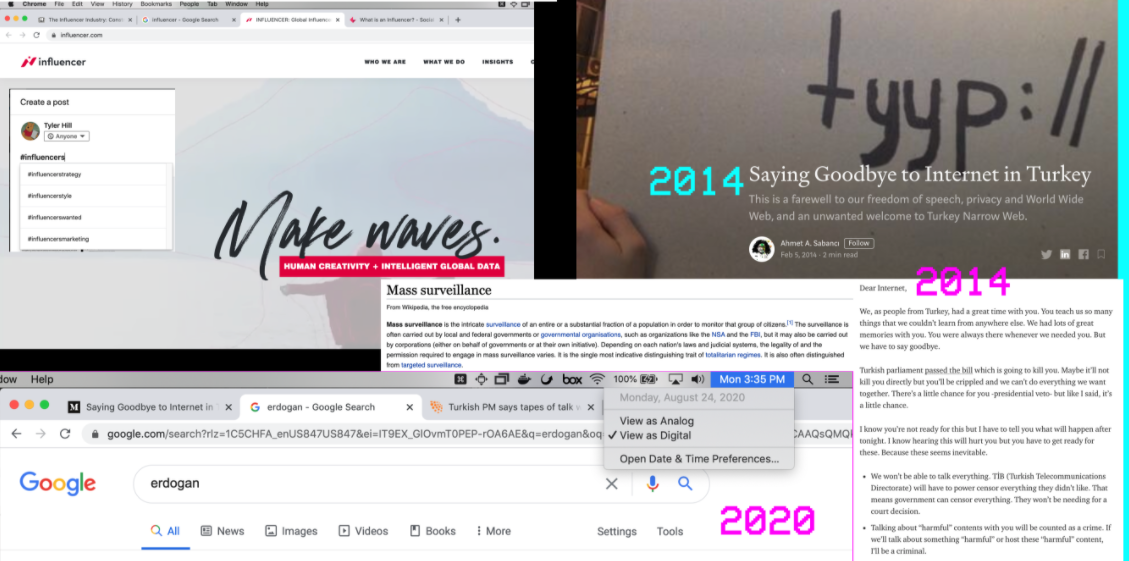 Chrome File Edit View History Bookmarks People Tab Window Help
The Influencer Industry: Cons
influencer - Google Search
INFLUENCER: Global Influence
What is an Influencer? - Socia
influencer.com
influencer
WHO WE ARE WHAT WE DO INSIGHTS
Create a post
Tyler Hill
Anyone
#influencers
#influencerstrategy
#influencerstyle
#influencerswanted
#influencersmarketing
Make waves.
HUMAN CREATIVITY + INTELLIGENT GLOBAL DATA
tyyp://
2014
Saying Goodbye to Internet in Turkey
This is a farewell to our freedom of speech, privacy and World Wide
Web, and an unwanted welcome to Turkey Narrow Web.
Ahmet A. Sabancı Follow
Feb 5, 2014 · 2 min read
Mass surveillance
From Wikipedia, the free encyclopedia
Mass surveillance is the intricate surveillance of an entire or a substantial fraction of a population in order to monitor that group of citizens.[1] The surveillance is
often carried out by local and federal governments or governmental organisations, such as organizations like the NSA and the FBI, but it may also be carried out
by corporations (either on behalf of governments or at their own initiative). Depending on each nation's laws and judicial systems, the legality of and the
permission required to engage in mass surveillance varies. It is the single most indicative distinguishing trait of totalitarian regimes. It is also often distinguished
from targeted surveillance.
2014
Dear Internet,
We, as people from Turkey, had a great time with you. You teach us so many
things that we couldn't learn from anywhere else. We had lots of great
memories with you. You were always there whenever we needed you. But
we have to say goodbye.
Turkish parliament passed the bill which is going to kill you. Maybe it'll not
kill you directly but you'll be crippled and we can't do everything we want
together. There's a little chance for you -presidential veto- but like I said, it's
a little chance.
I know you're not ready for this but I have to tell you what will happen after
tonight. I know hearing this will hurt you but you have to get ready for
these. Because these seems inevitable.
• We won't be able to talk everything. TİB (Turkish Telecommunications
Directorate) will have to power censor everything they didn't like. That
means government can censor everything. They won't be needing for a
court decision.
• Talking about "harmful" contents with you will be counted as a crime. If
we'll talk about something "harmful" or host these "harmful" content,
I'll be a criminal.
dow Help
box 100% Mon 3:35 PM
Monday, August 24, 2020
View as Analog
✓ View as Digital
Open Date & Time Preferences...
Saying Goodbye to Internet in
erdogan - Google Search
Turkish PM says tapes of talk
google.com/search?rlz=1C5CHFA_enUS847US847&ei=IT9EX_GlOvmT0PEP-rOA6AE&q=erdogan&oq
CAAQsQM
Google
erdogan
All News Images Videos Books More Settings Tools
2020